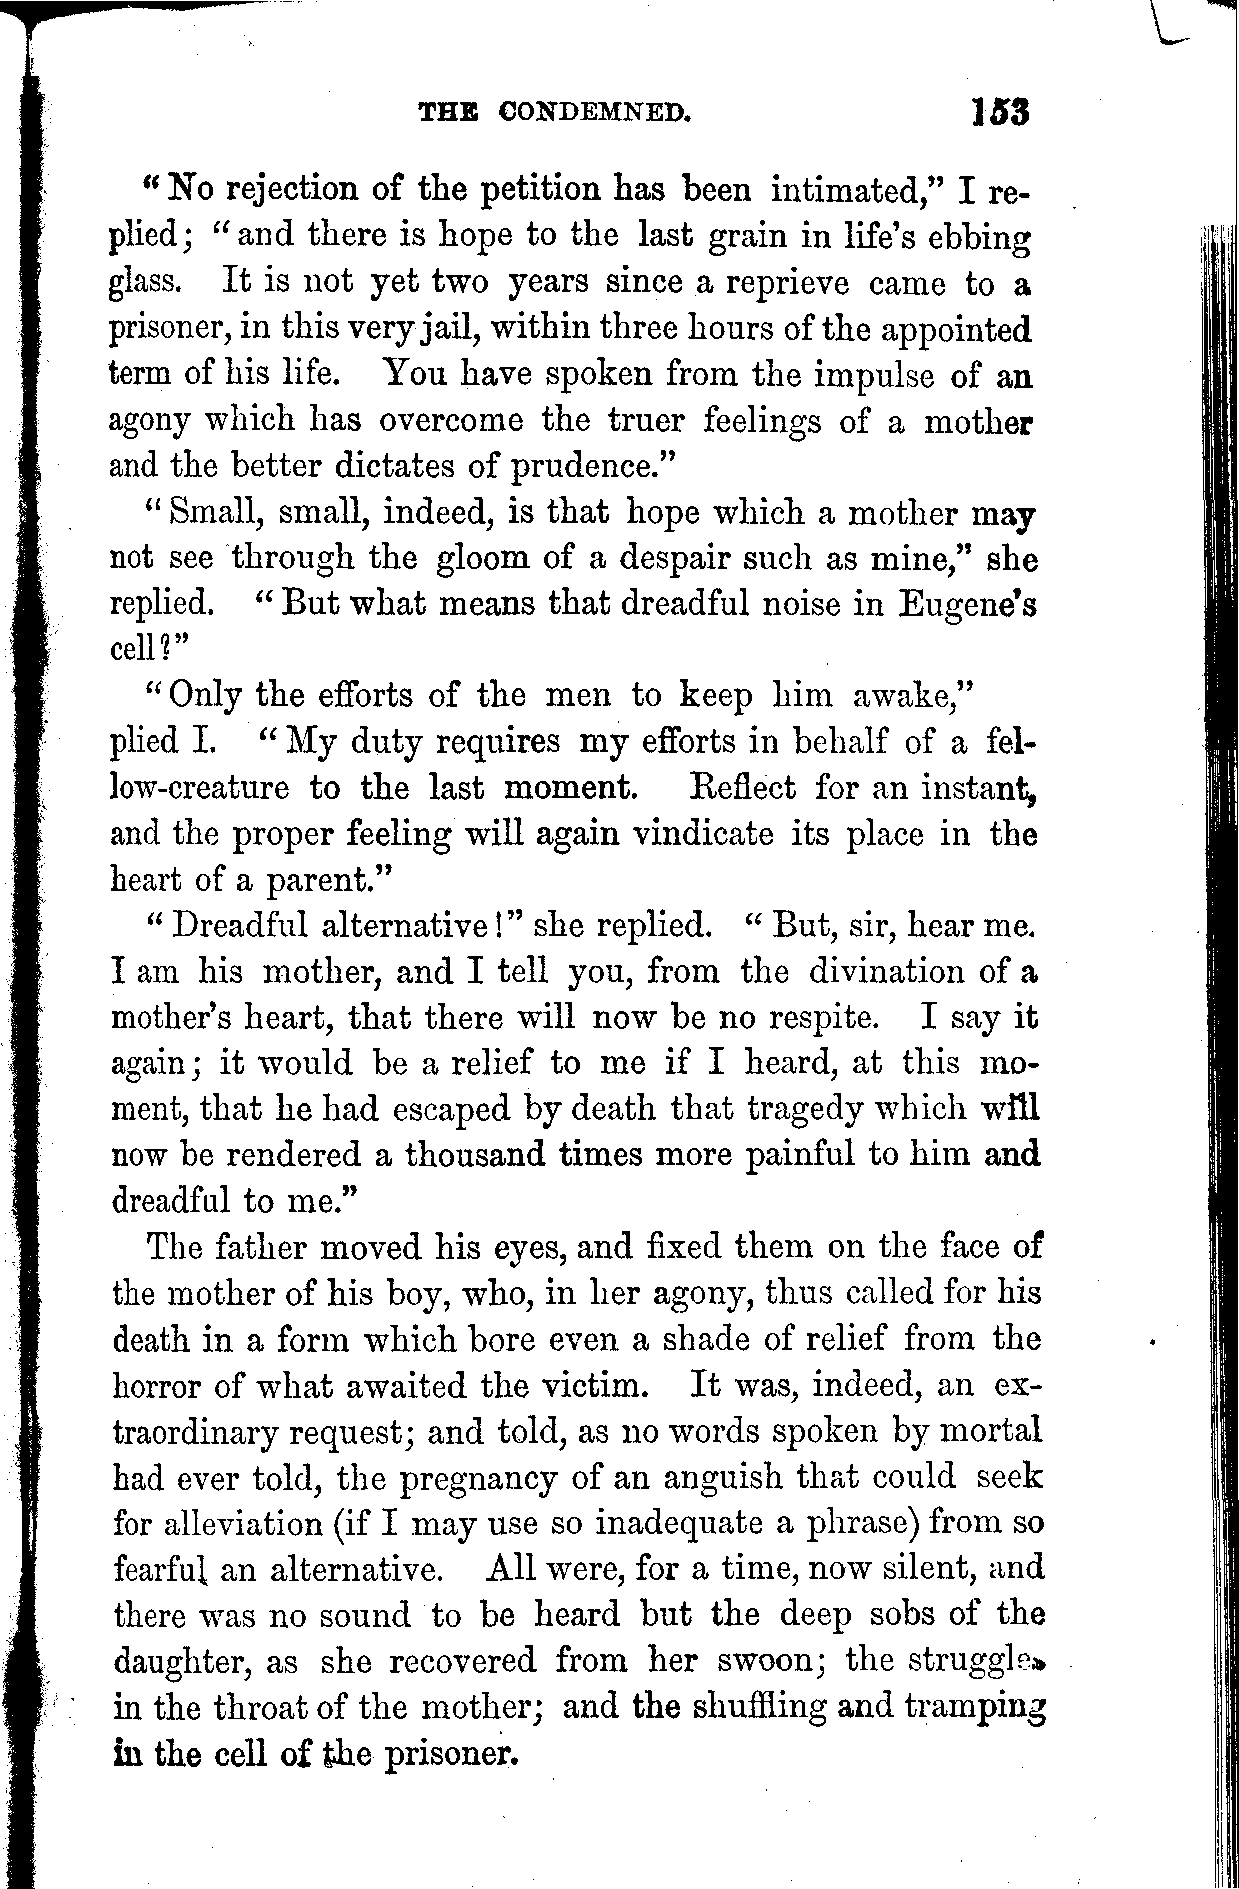 THE CONDEMNED. 153
"No rejection of the petition has been intimated," I re-
plied; "and there is hope to the last grain in life's ebbing
glass. It is not yet two years since a reprieve came to a
prisoner, in this very jail, within three hours of the appointed
term of his life. You have spoken from the impulse of an
agony which has overcome the truer feelings of a mother
and the better dictates of prudence."
"Small, small, indeed, is that hope which a mother may
not see through the gloom of a despair such as mine," she
replied. "But what means that dreadful noise in Eugene's
cell?"
"Only the efforts of the men to keep him awake,"
plied I. "My duty requires my efforts in behalf of a fel-
low-creature to the last moment. Reflect for an instant,
and the proper feeling will again vindicate its place in the
heart of a parent."
"Dreadful alternative!" she replied. "But, sir, hear me.
I am his mother, and I tell you, from the divination of a
mother's heart, that there will now be no respite. I say it
again; it would be a relief to me if I heard, at this mo-
ment, that he had escaped by death that tragedy which will
now be rendered a thousand times more painful to him and
dreadful to me."
The father moved his eyes, and fixed them on the face of
the mother of his boy, who, in her agony, thus called for his
death in a form which bore even a shade of relief from the
horror of what awaited the victim. It was, indeed, an ex-
traordinary request; and told, as no words spoken by mortal
had ever told, the pregnancy of an anguish that could seek
for alleviation (if I may use so inadequate a phrase) from so
fearful an alternative. All were, for a time, now silent, and
there was no sound to be heard but the deep sobs of the
daughter, as she recovered from her swoon; the struggles
in the throat of the mother; and the shuffling and tramping
in the cell of the prisoner.